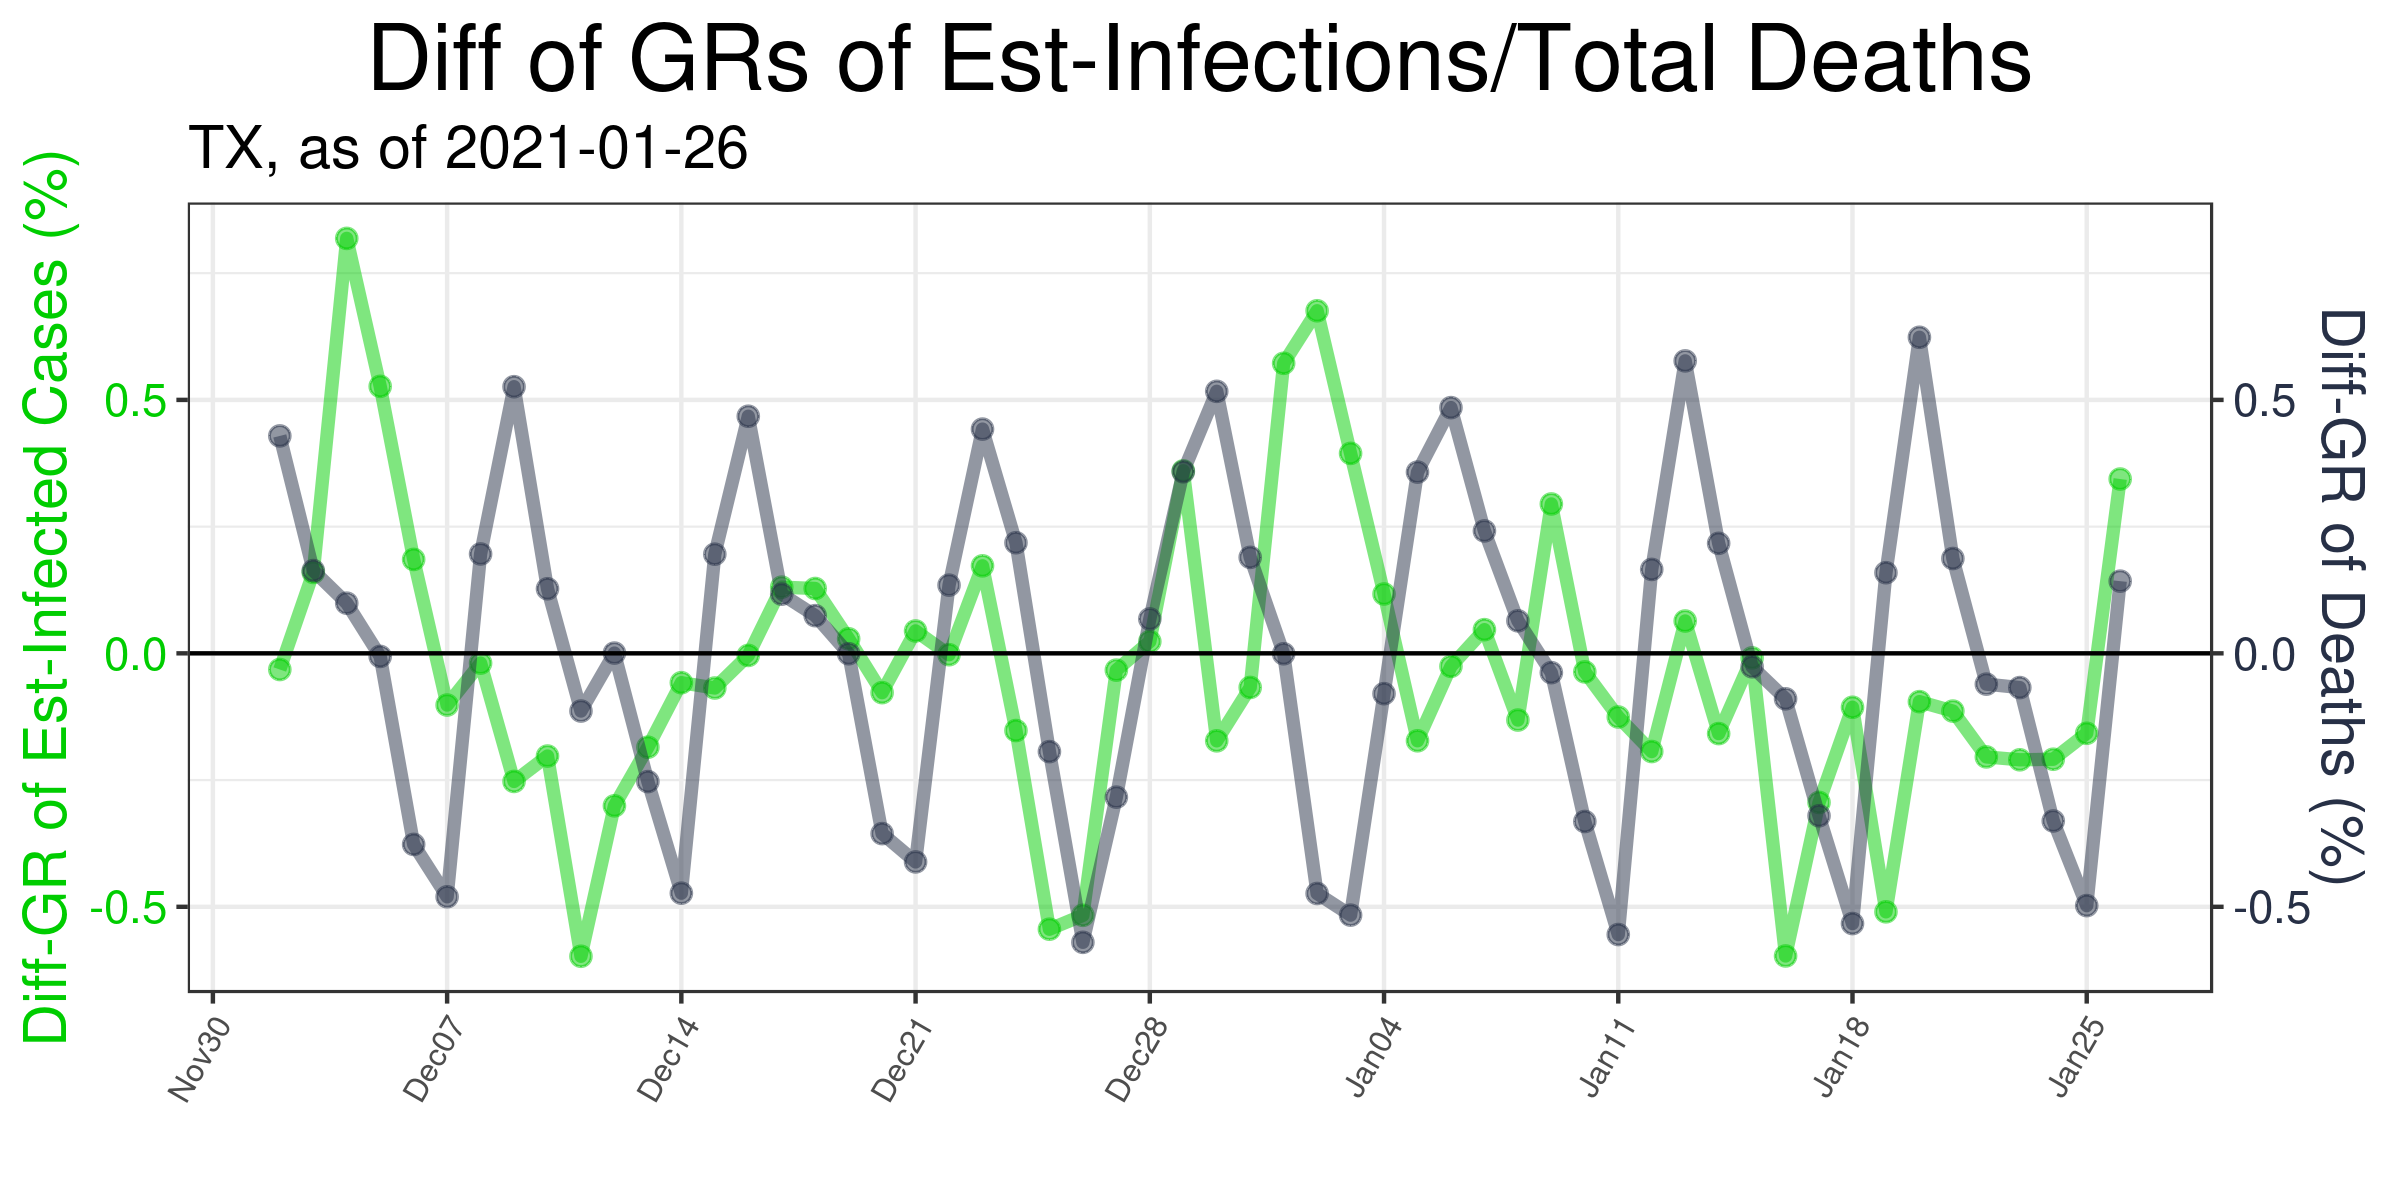 Diff of GRs of Est-Infections/Total Deaths
TX, as of 2021-01-26
Diff-GR of Est-Infected Cases (%)
0.5
0.0
-0.5
0.5
0.0
-0.5
Diff-GR of Deaths (%)
Nov30
Dec07
Dec14
Dec21
Dec28
Jan04
Jan11
Jan18
Jan25